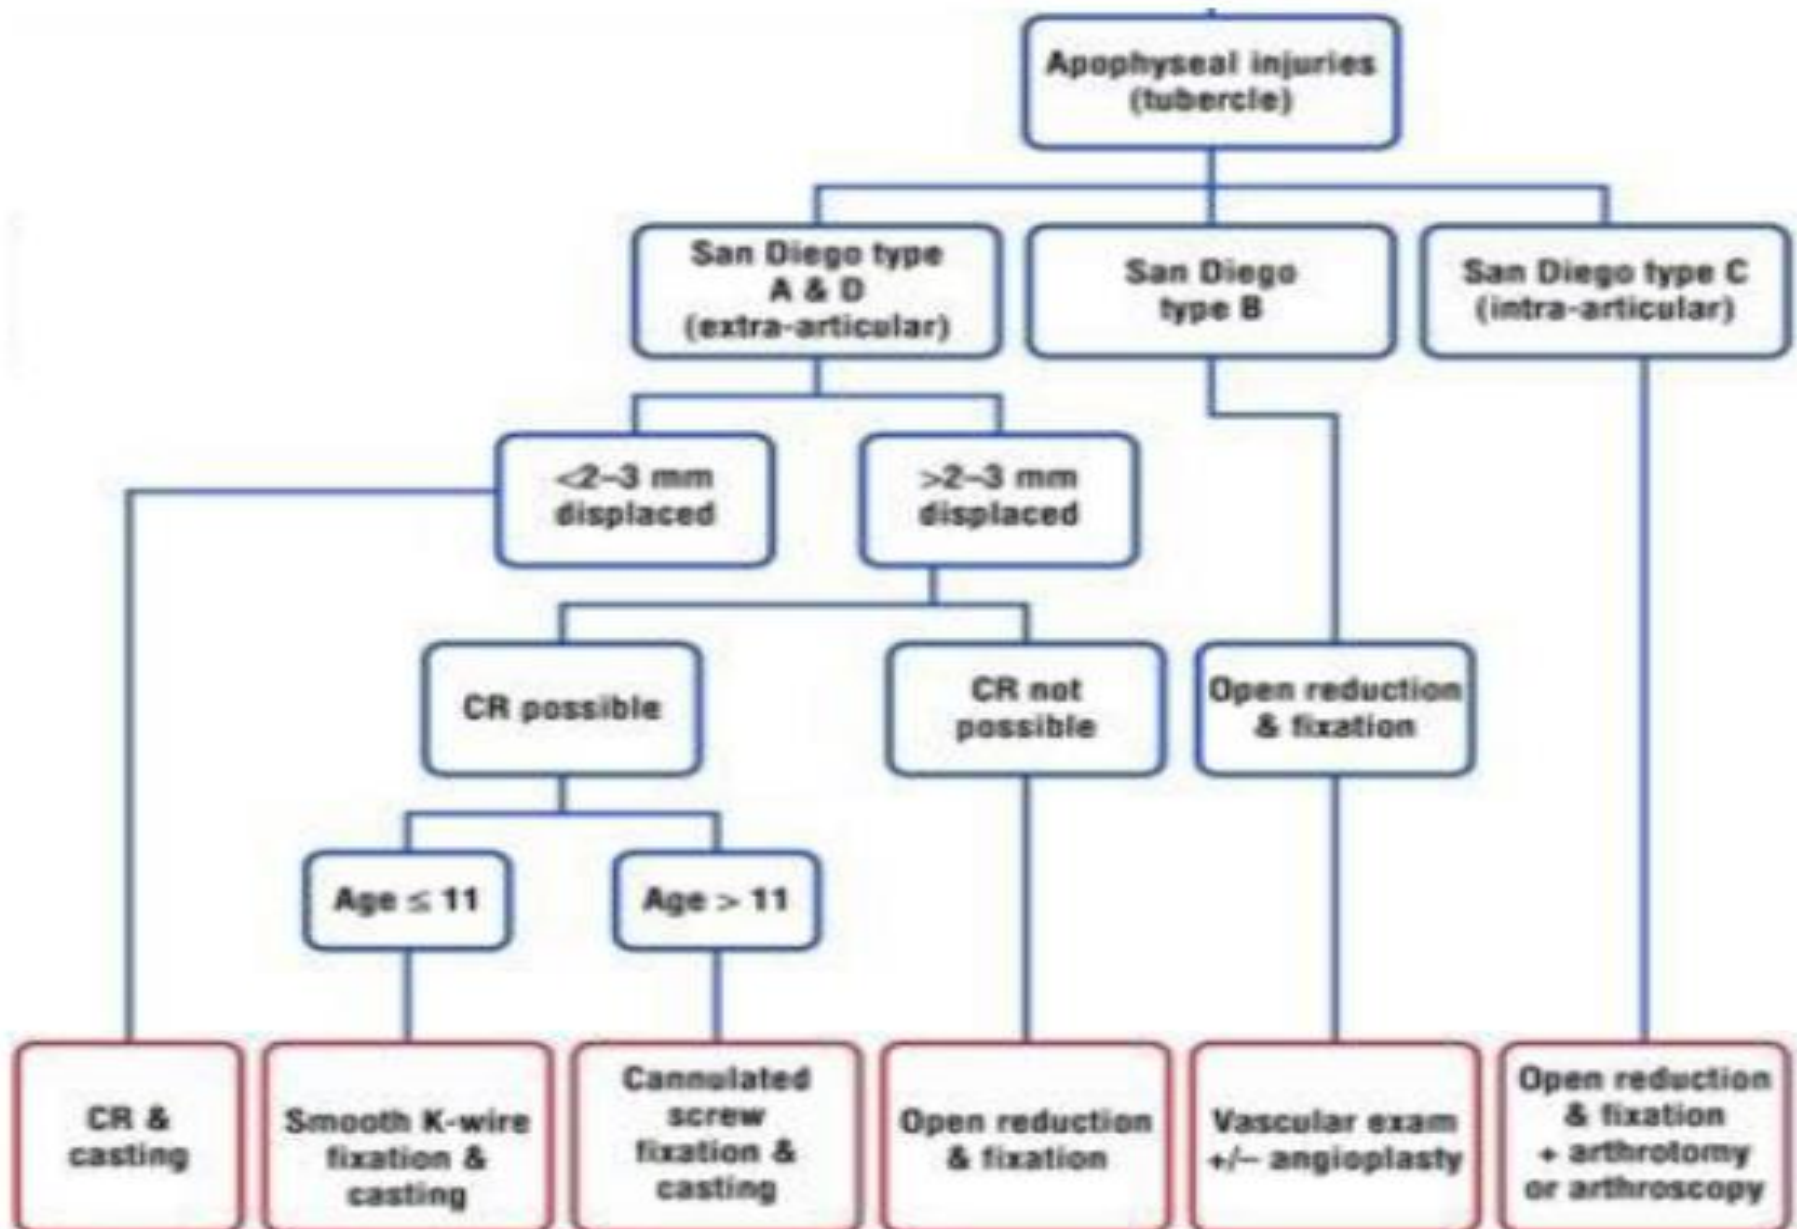 Apophyseal injuries
(tubercle)
San Diego type
A & D
(extra-articular)
San Diego
type B
San Diego type C
(intra-articular)
<2–3 mm
displaced
>2–3 mm
displaced
CR possible
CR not
possible
Open reduction
& fixation
Age ≤ 11
Age > 11
CR &
casting
Smooth K-wire
fixation &
casting
Cannulated
screw
fixation &
casting
Open reduction
& fixation
Vascular exam
+/– angioplasty
Open reduction
& fixation
+ arthrotomy
or arthroscopy